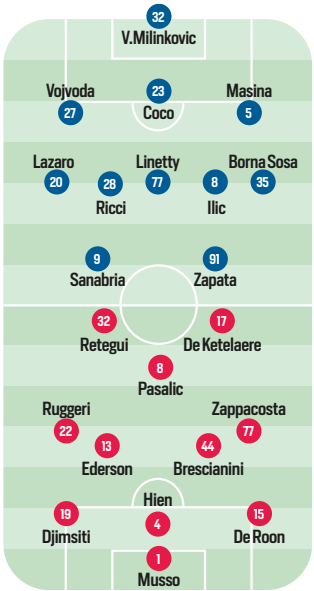 32
V.Milinkovic
Vojvoda 23 Masina
27 Coco 5
Lazaro Linetty Borna Sosa
20 28 77 8 35
Ricci Ilic
9 91
Sanabria Zapata
32 17
Retegui De Ketelaere
8
Pasalic
Ruggeri Zappacosta
22 77
13 44
Ederson Brescianini
Hien
19 4 15
Djimsiti De Roon
1
Musso